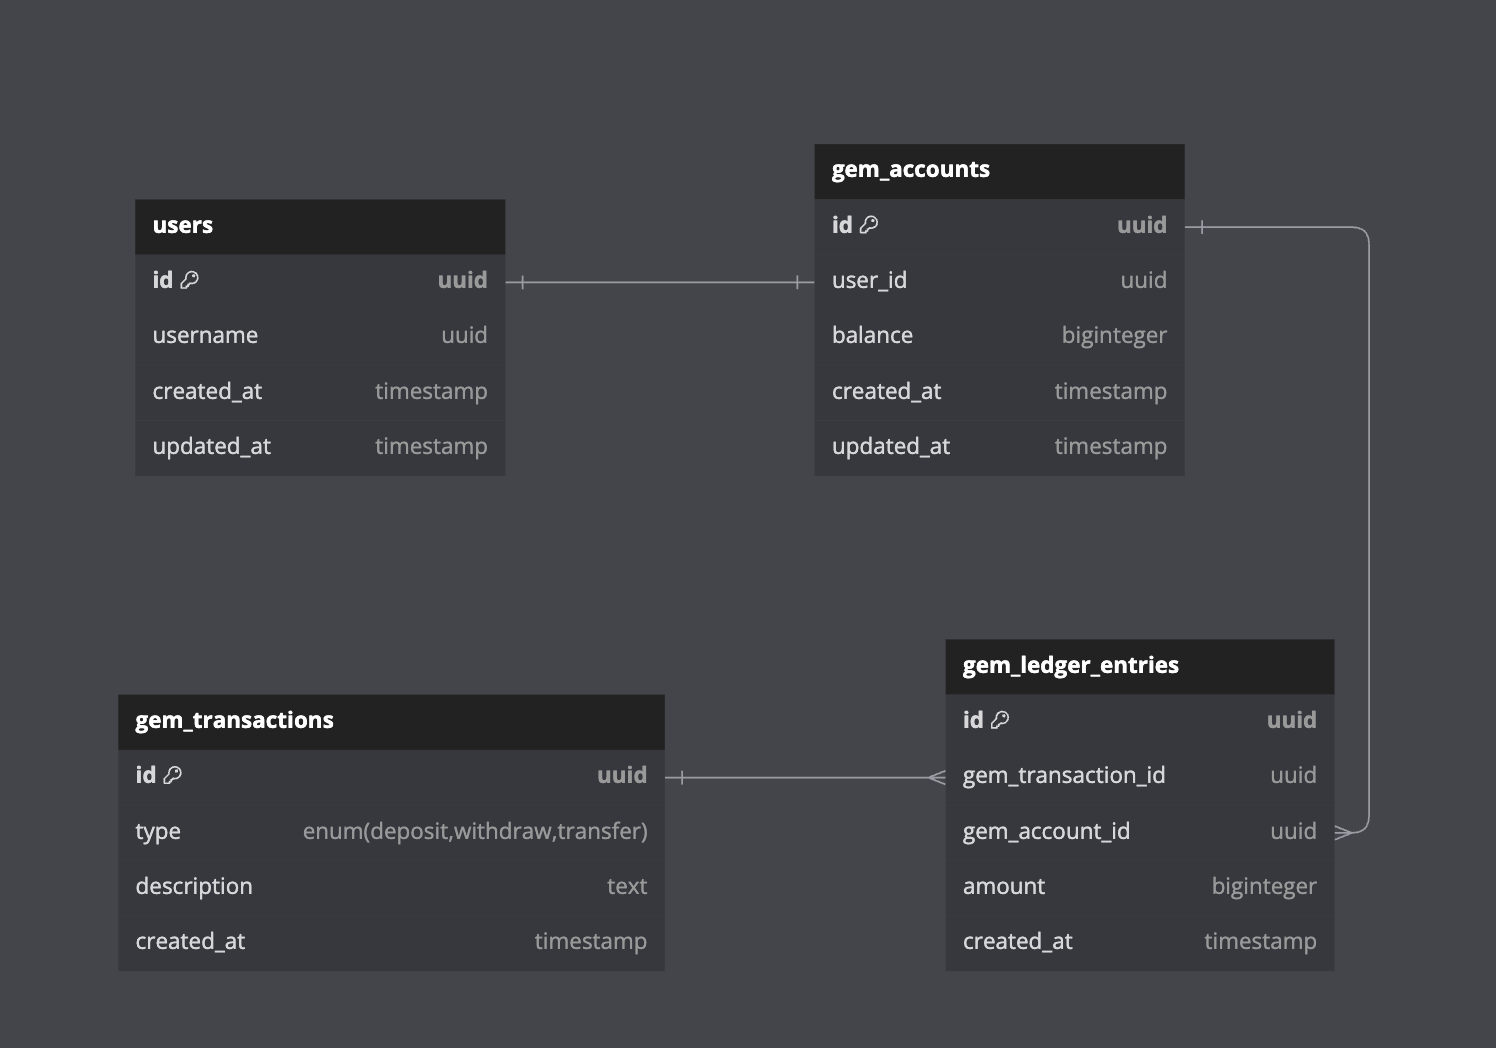 users
id uuid
username uuid
created_at timestamp
updated_at timestamp
gem_accounts
id uuid
user_id uuid
balance biginteger
created_at timestamp
updated_at timestamp
gem_transactions
id uuid
type enum(deposit,withdraw,transfer)
description text
created_at timestamp
gem_ledger_entries
id uuid
gem_transaction_id uuid
gem_account_id uuid
amount biginteger
created_at timestamp